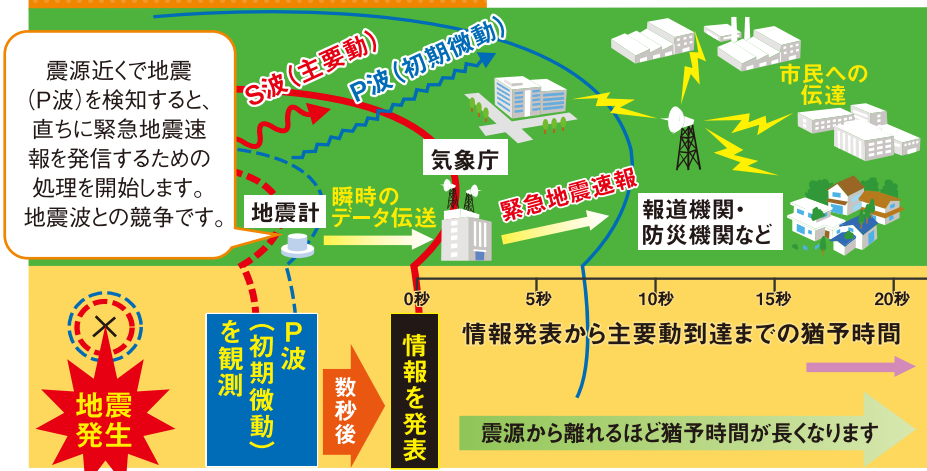 震源近くで地震
（P波）を検知すると、
直ちに緊急地震速
報を発信するための
処理を開始します。
地震波との競争です。
S波（主要動）
P波（初期微動）
市民への
伝達
気象庁
地震計
瞬時の
データ伝送
緊急地震速報
報道機関・
防災機関など
0秒
5秒
10秒
15秒
20秒
情報発表から主要動到達までの猶予時間
地震
発生
P波
（初期微動）
を観測
数秒後
情報を発表
震源から離れるほど猶予時間が長くなります